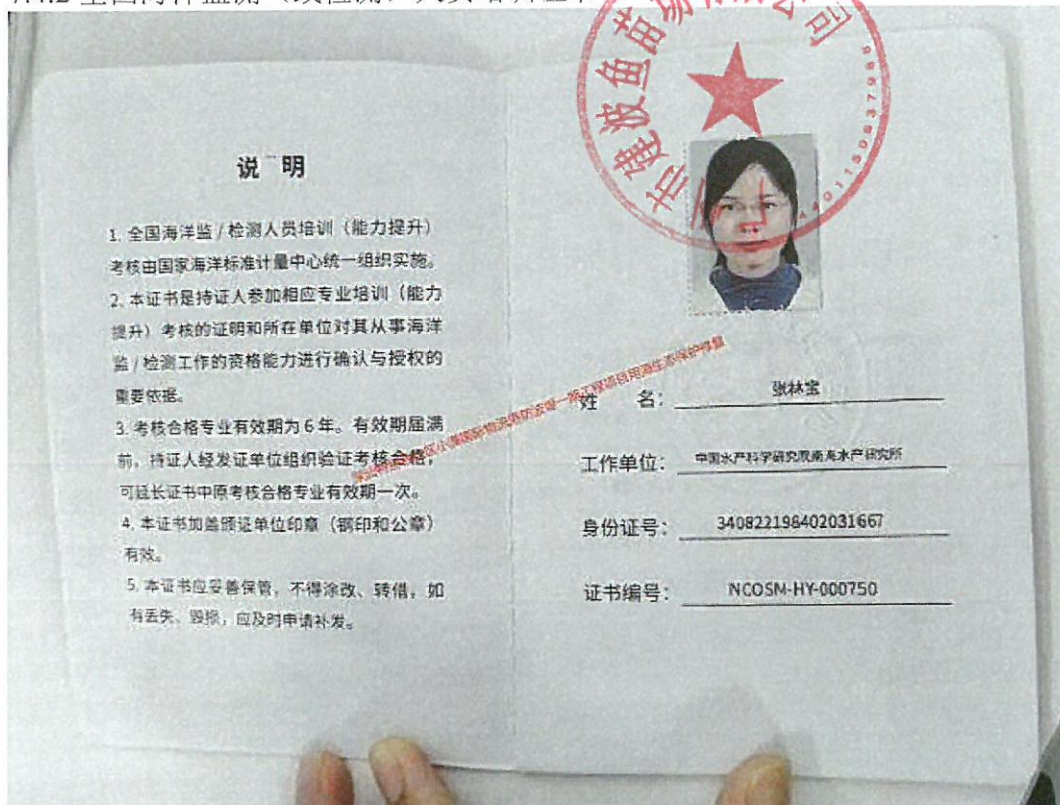 说 明
1. 全国海洋监/检测人员培训（能力提升）
考核由国家海洋标准计量中心统一组织实施。
2. 本证书是持证人参加相应专业培训（能力
提升）考核的证明和所在单位对其从事海洋
监/检测工作的资格能力进行确认与授权的
重要依据。
3. 考核合格专业有效期为6年。有效期届满
前，持证人经发证单位组织验证考核合格，
可延长证书中原考核合格专业有效期一次。
4. 本证书加盖颁证单位印章（钢印和公章）
有效。
5. 本证书应妥善保管，不得涂改、转借，如
有丢失、毁损，应及时申请补发。
市建波鱼苗场有限公司
姓 名： 张林宝
工作单位： 中国水产科学研究院南海水产研究所
身份证号： 340822198402031667
证书编号： NCOSM-HY-000750